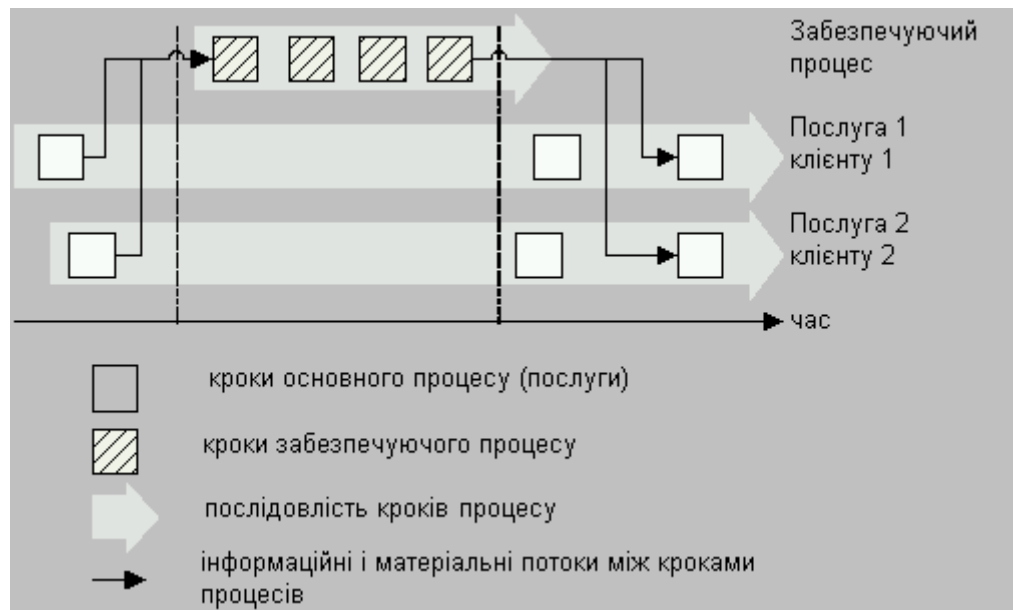 Забезпечуючий
процес
Послуга 1
клієнту 1
Послуга 2
клієнту 2
час
кроки основного процесу (послуги)
кроки забезпечуючого процесу
послідовлість кроків процесу
інформаційні і матеріальні потоки між кроками
процесів